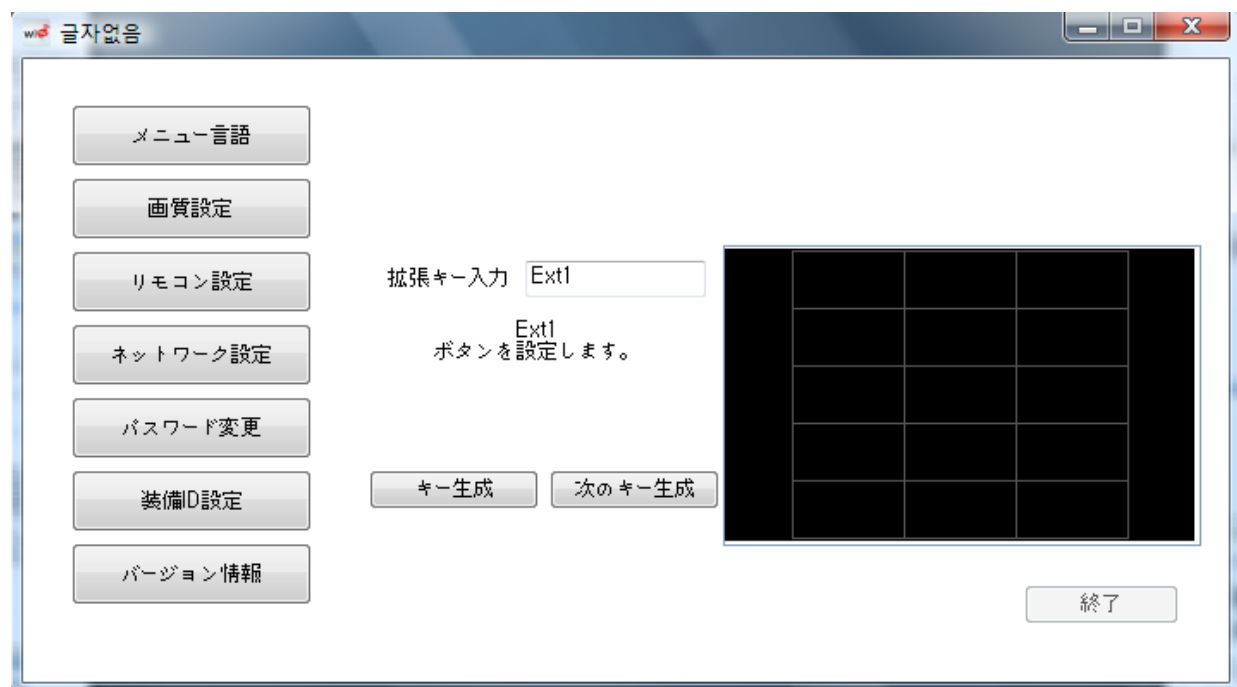 글자없음
メニュー言語
画質設定
リモコン設定
拡張キー入力 Ext1
Ext1
ネットワーク設定
ボタンを設定します。
パスワード変更
キー生成 次のキー生成
装備ID設定
バージョン情報
終了